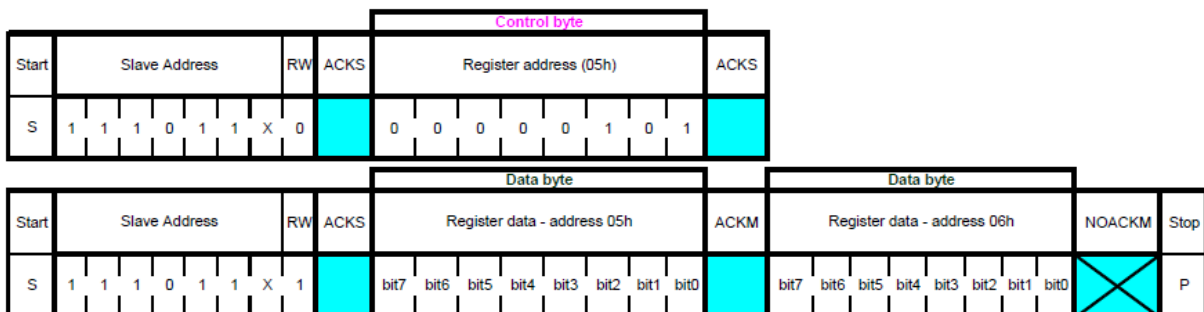 Control byte
Start Slave Address RW ACKS Register address (05h) ACKS
S 1 1 1 0 1 1 X 0 0 0 0 0 0 1 0 1
Data byte Data byte
Start Slave Address RW ACKS Register data - address 05h ACKM Register data - address 06h NOACKM Stop
S 1 1 1 0 1 1 X 1 bit7 bit6 bit5 bit4 bit3 bit2 bit1 bit0 bit7 bit6 bit5 bit4 bit3 bit2 bit1 bit0 P